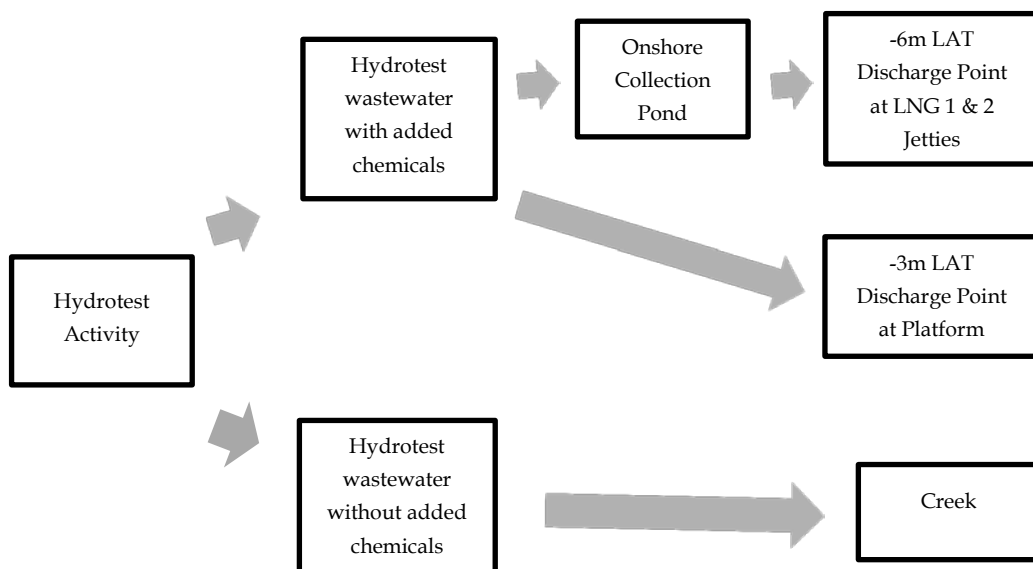 Hydrotest
Activity
Hydrotest
wastewater
with added
chemicals
Onshore
Collection
Pond
-6m LAT
Discharge Point
at LNG 1 & 2
Jetties
-3m LAT
Discharge Point
at Platform
Hydrotest
wastewater
without added
chemicals
Creek